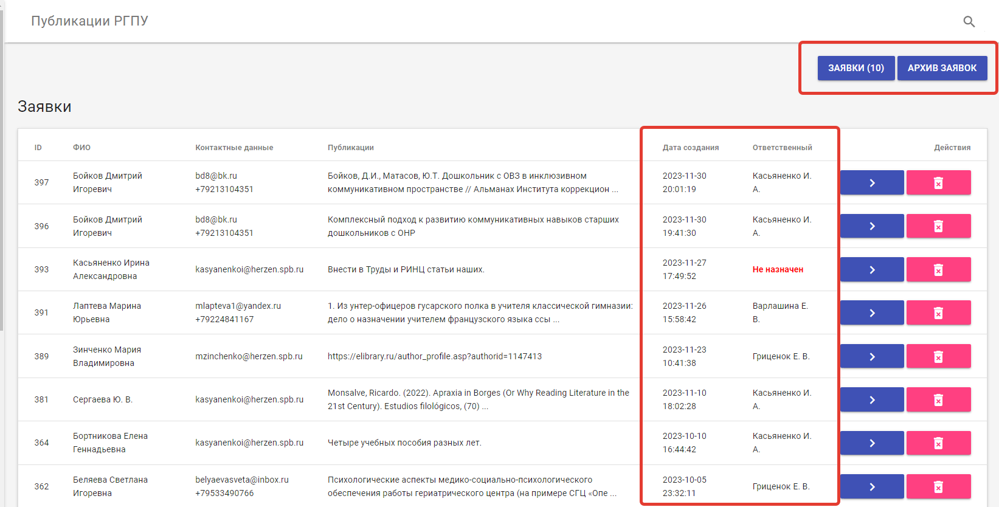 Публикации РГПУ
ЗАЯВКИ (10) АРХИВ ЗАЯВОК
Заявки
ID ФИО Контактные данные Публикации Дата создания Ответственный Действия
397
Бойков Дмитрий
Игоревич
bd8@bk.ru
+79213104351
Бойков, Д.И., Матасов, Ю.Т. Дошкольник с ОВЗ в инклюзивном
коммуникативном пространстве // Альманах Института коррекцион ...
2023-11-30
20:01:19
Касьяненко И.
А.
396
Бойков Дмитрий
Игоревич
bd8@bk.ru
+79213104351
Комплексный подход к развитию коммуникативных навыков старших
дошкольников с ОНР
2023-11-30
19:41:30
Касьяненко И.
А.
393
Касьяненко Ирина
Александровна
kasyanenkoi@herzen.spb.ru
Внести в Труды и РИНЦ статьи наших.
2023-11-27
17:49:52
Не назначен
391
Лаптева Марина
Юрьевна
mlapteva1@yandex.ru
+79224841167
1. Из унтер-офицеров гусарского полка в учителя классической гимназии:
дело о назначении учителем французского языка ссы ...
2023-11-26
15:58:42
Варлашина Е.
В.
389
Зинченко Мария
Владимировна
mzinchenko@herzen.spb.ru
https://elibrary.ru/author_profile.asp?authorid=1147413
2023-11-23
10:41:38
Гриценок Е. В.
381
Сергаева Ю. В.
kasyanenkoi@herzen.spb.ru
Monsalve, Ricardo. (2022). Apraxia in Borges (Or Why Reading Literature in the
21st Century). Estudios filológicos, (70) ...
2023-11-10
18:02:28
Касьяненко И.
А.
364
Бортникова Елена
Геннадьевна
kasyanenkoi@herzen.spb.ru
Четыре учебных пособия разных лет.
2023-10-10
16:44:42
Касьяненко И.
А.
362
Беляева Светлана
Игоревна
belyaevasveta@inbox.ru
+79533490766
Психологические аспекты медико-социально-психологического
обеспечения работы гериатрического центра (на примере СГЦ «Опе ...
2023-10-05
23:32:11
Гриценок Е. В.